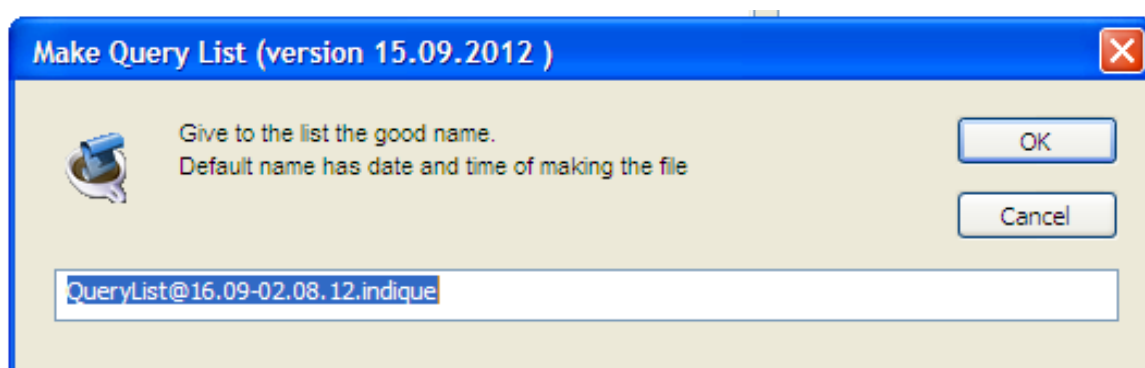 Make Query List (version 15.09.2012 )
Give to the list the good name.
Default name has date and time of making the file
OK
Cancel
QueryList@16.09-02.08.12.indique